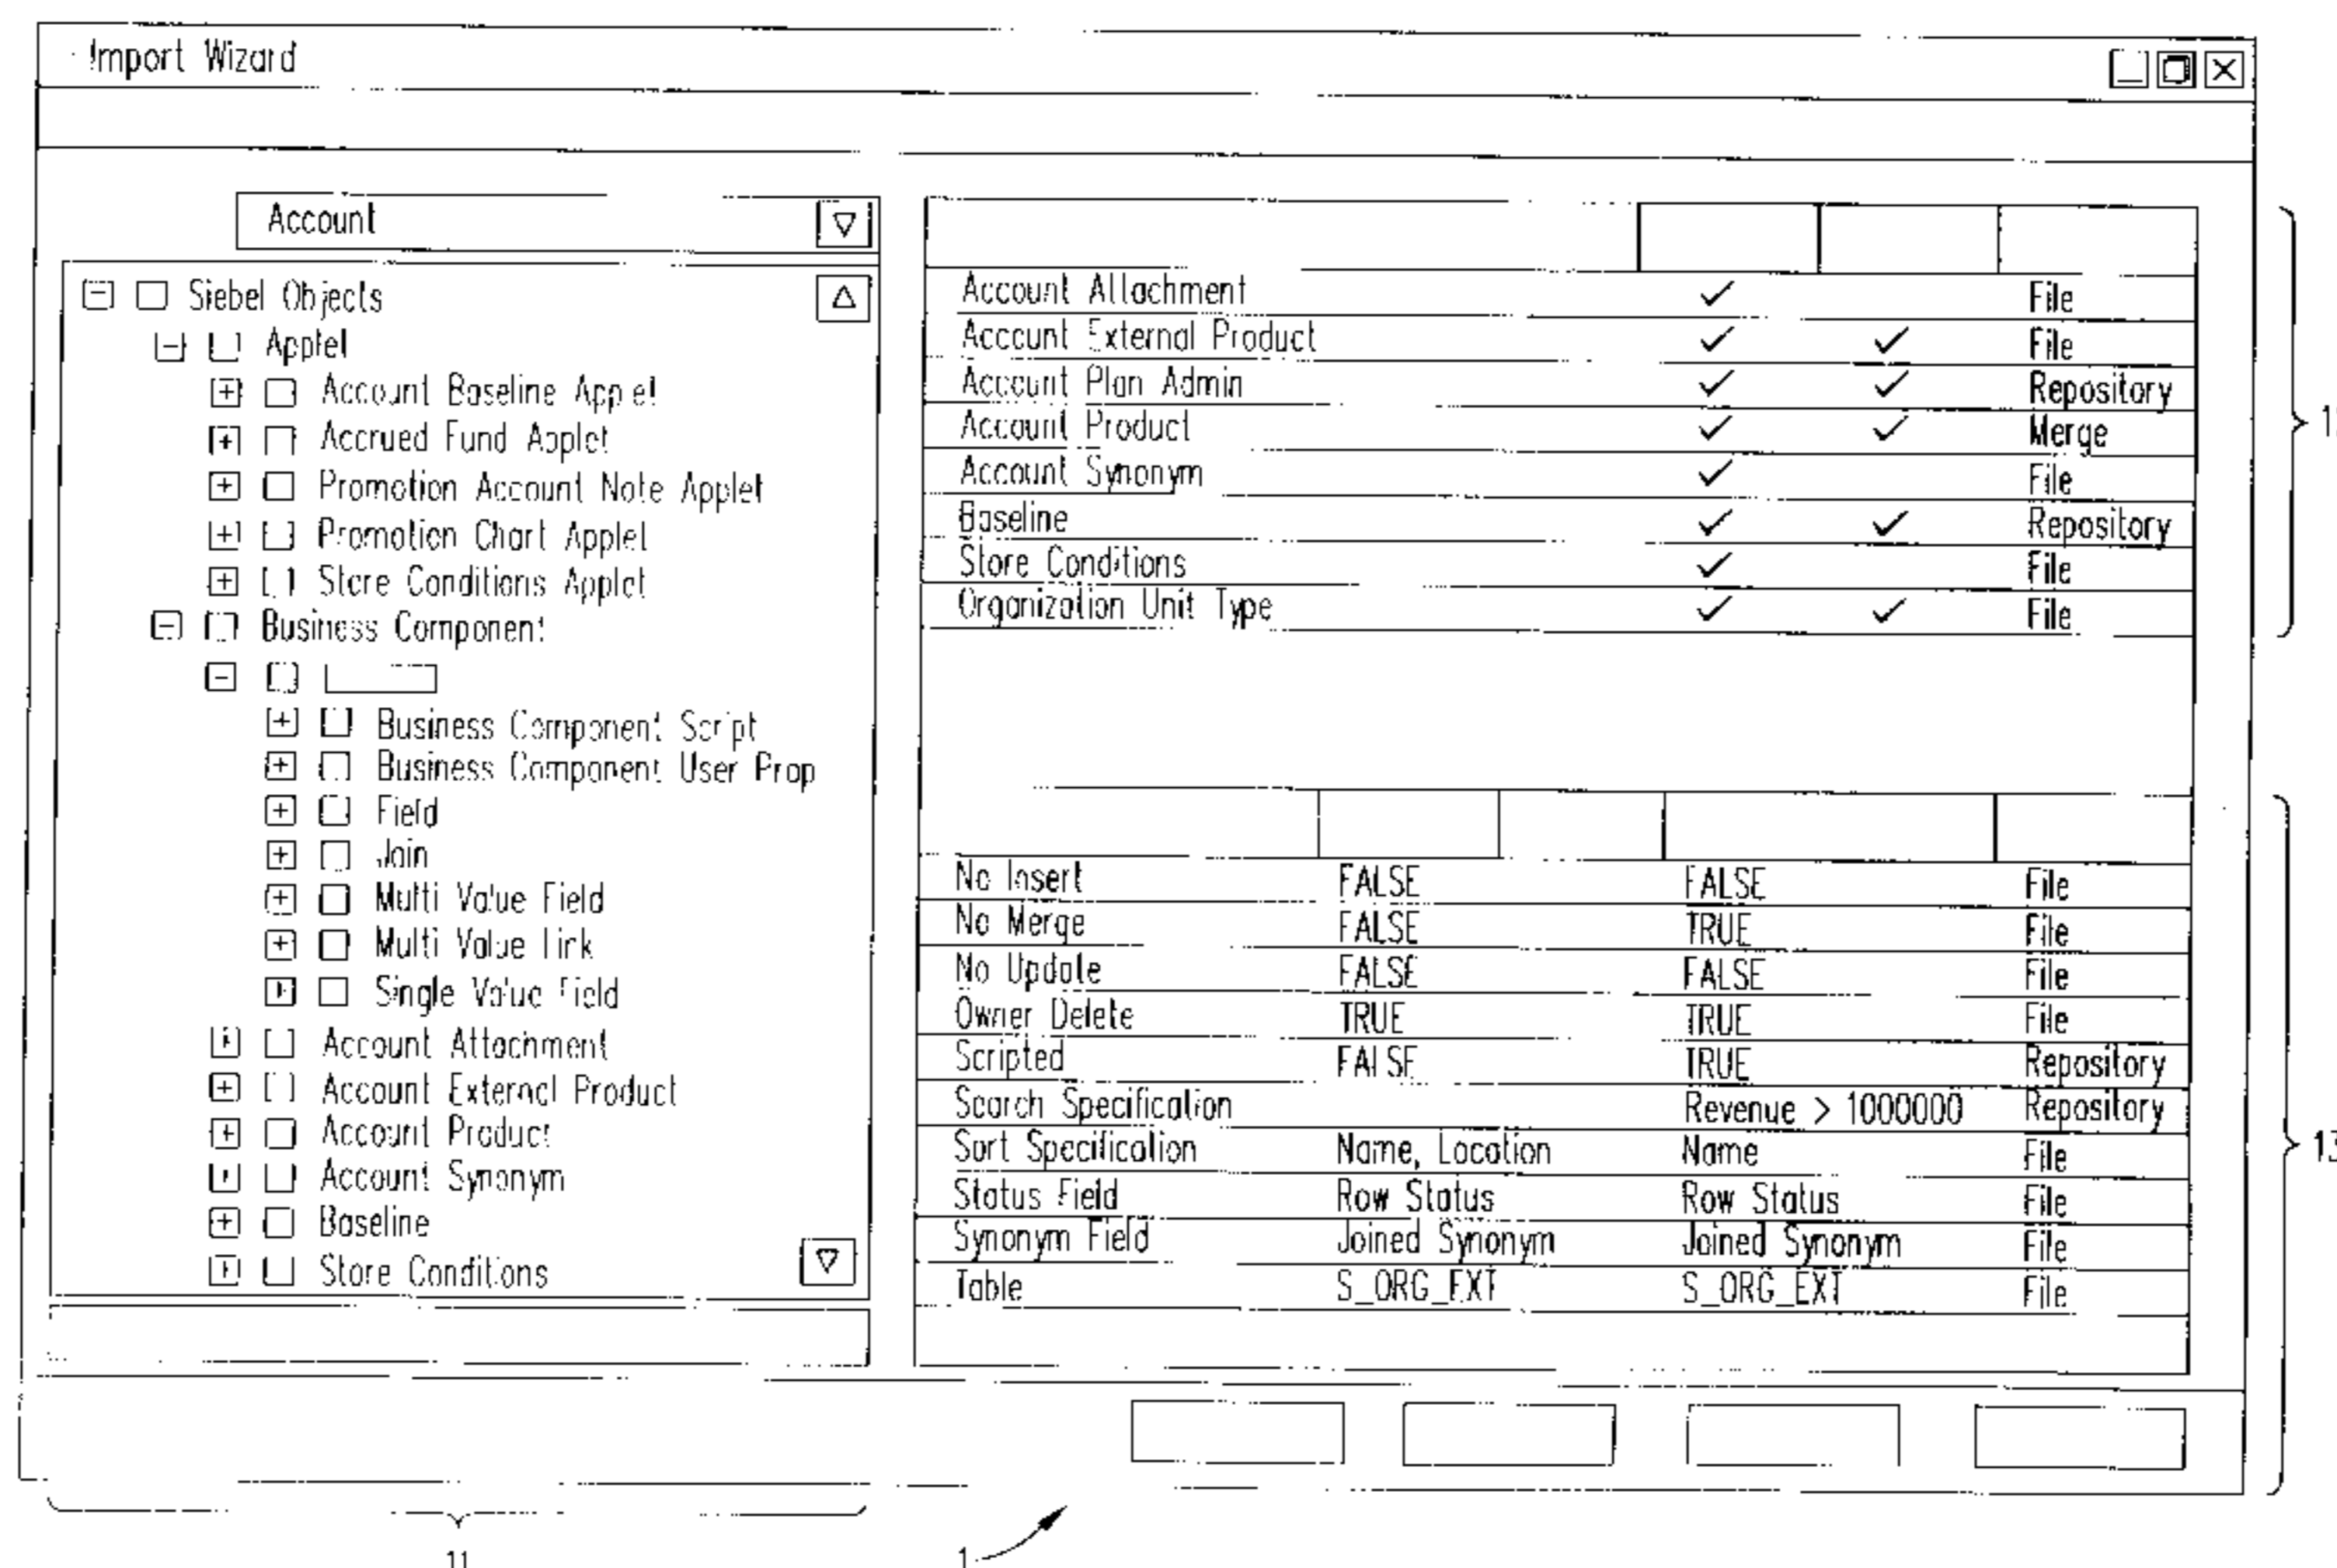 Import Wizard
Account
Siebel Objects
Applet
Account Baseline Applet
Accrued Fund Applet
Promotion Account Note Applet
Promotion Chart Applet
Store Conditions Applet
Business Component
Business Component Script
Business Component User Prop
Field
Join
Multi Value Field
Multi Value Link
Single Value Field
Account Attachment
Account External Product
Account Product
Account Synonym
Baseline
Store Conditions
11
Account Attachment ✓ File
Account External Product ✓ ✓ File
Account Plan Admin ✓ ✓ Repository
Account Product ✓ ✓ Merge
Account Synonym ✓ File
Baseline ✓ ✓ Repository
Store Conditions ✓ File
Organization Unit Type ✓ ✓ File
No Insert FALSE FALSE File
No Merge FALSE TRUE File
No Update FALSE FALSE File
Owner Delete TRUE TRUE File
Scripted FALSE TRUE Repository
Search Specification Revenue > 1000000 Repository
Sort Specification Name, Location Name File
Status Field Row Status Row Status File
Synonym Field Joined Synonym Joined Synonym File
Table S_ORG_EXT S_ORG_EXT File
13
1